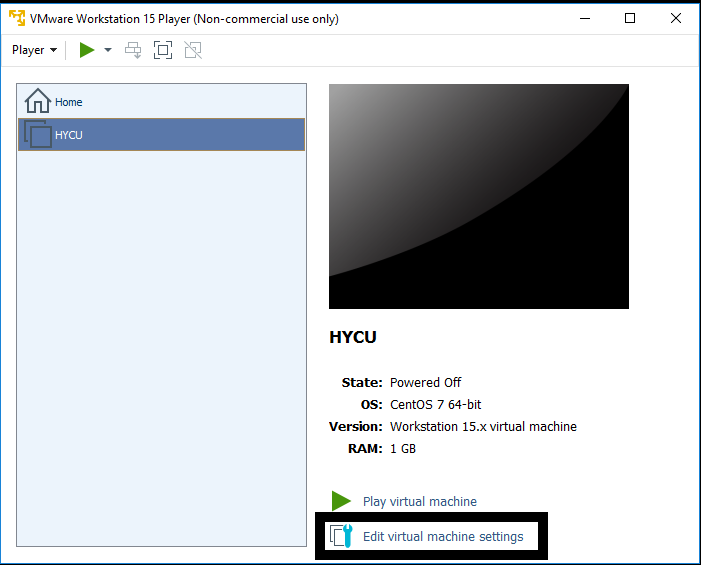 VMware Workstation 15 Player (Non-commercial use only)
Player
Home
HYCU
HYCU
State: Powered Off
OS: CentOS 7 64-bit
Version: Workstation 15.x virtual machine
RAM: 1 GB
Play virtual machine
Edit virtual machine settings